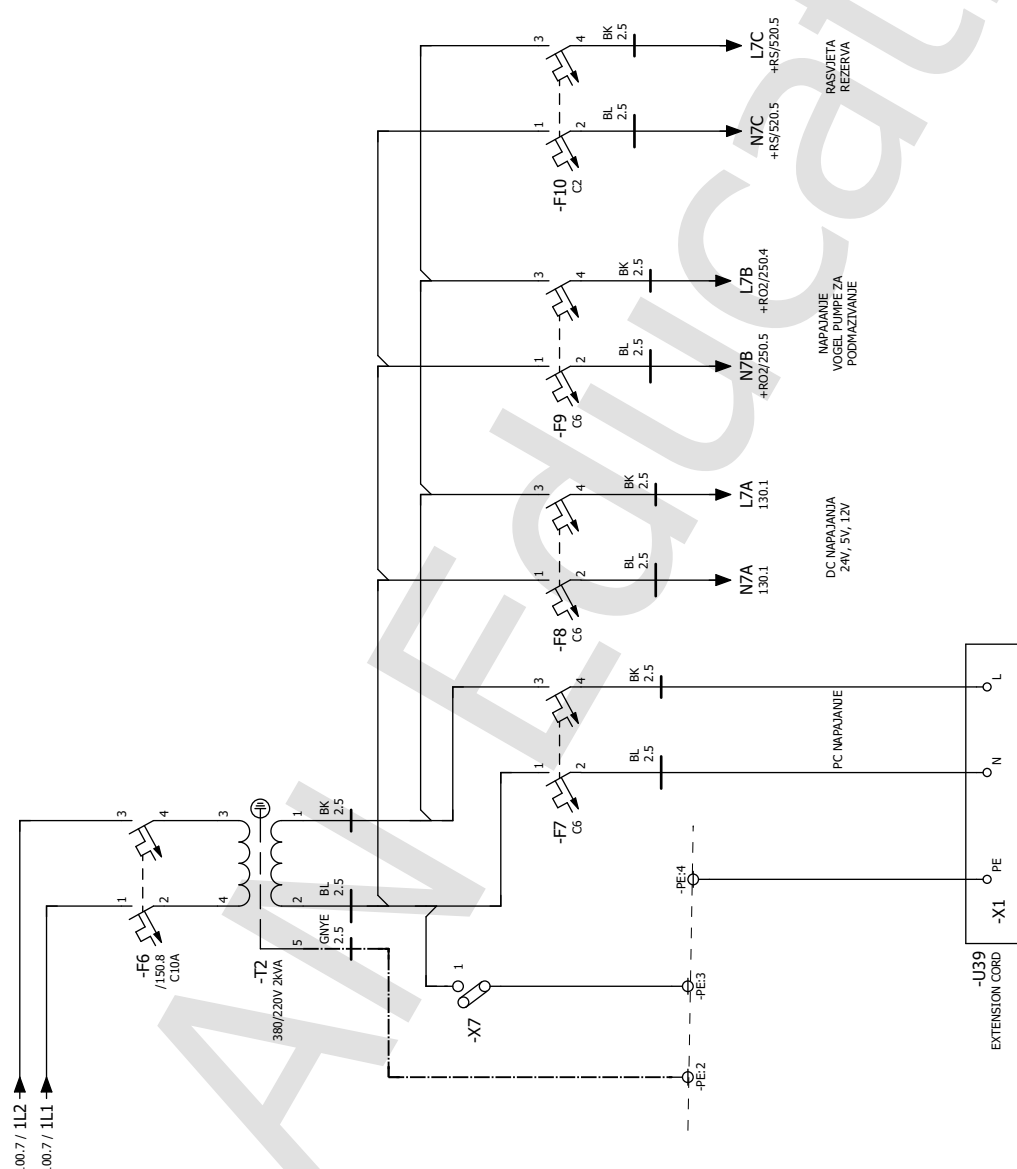 .00.7 / 1L2
.00.7 / 1L1
1
2
3
4
-F6
/150.8
C10A
4
3
-T2
380/220V 2kVA
5
2
1
GNYE
2.5
BL
2.5
BK
2.5
1
-X7
-PE:2
-PE:3
-PE:4
1
2
3
4
-F7
C6
BL
2.5
BK
2.5
PC NAPAJANJE
PE
N
L
-X1
-U39
EXTENSION CORD
1
2
3
4
-F8
C6
BL
2.5
BK
2.5
N7A
130.1
L7A
130.1
DC NAPAJANJA
24V, 5V, 12V
1
2
3
4
-F9
C6
BL
2.5
BK
2.5
N7B
+RO2/250.5
L7B
+RO2/250.4
NAPAJANJE
VOGEL PUMPE ZA
PODMAZIVANJE
1
2
3
4
-F10
C2
BL
2.5
BK
2.5
N7C
+RS/520.5
L7C
+RS/520.5
RASVJETA
REZERVA
AN Educat